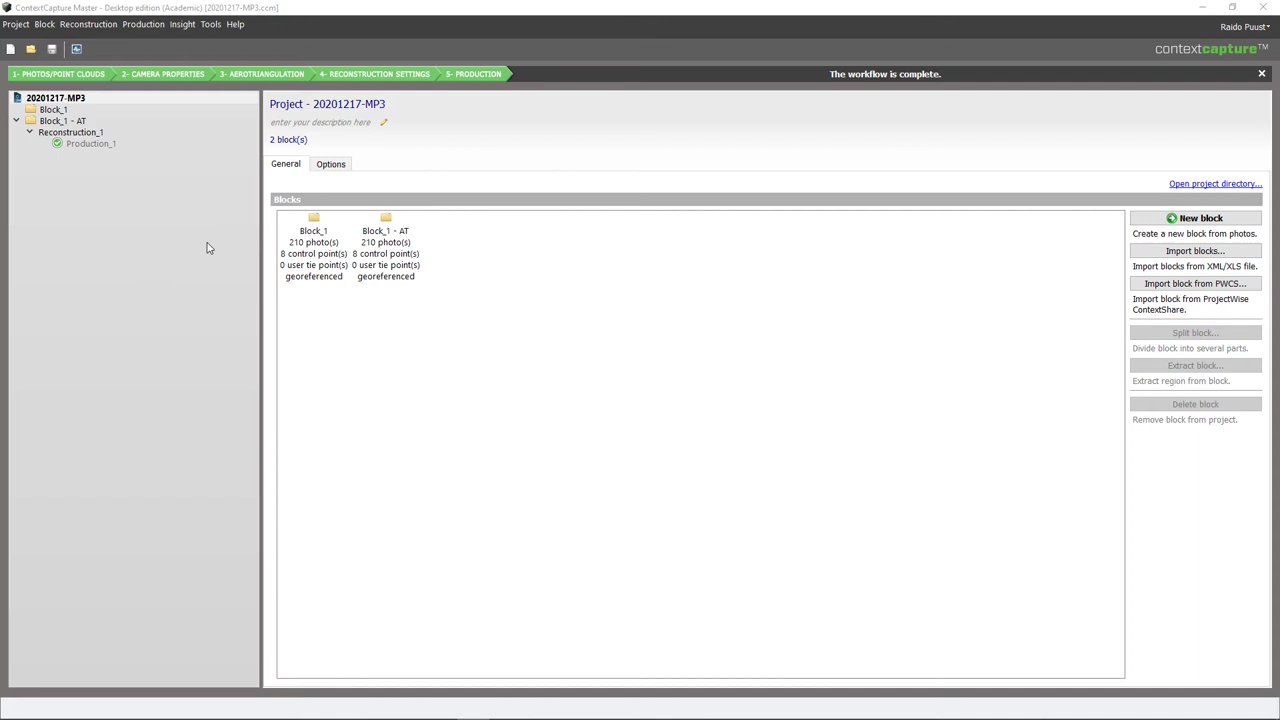 ContextCapture Master - Desktop edition (Academic) [20201217-MP3.ccm]
Project Block Reconstruction Production Insight Tools Help
Raido Puust
contextcapture™
1- PHOTOS/POINT CLOUDS 2- CAMERA PROPERTIES 3- AEROTRIANGULATION 4- RECONSTRUCTION SETTINGS 5- PRODUCTION
The workflow is complete.
20201217-MP3
Block_1
Block_1 - AT
Reconstruction_1
Production_1
Project - 20201217-MP3
enter your description here
2 block(s)
General Options
Open project directory...
Blocks
Block_1
210 photo(s)
8 control point(s)
0 user tie point(s)
georeferenced
Block_1 - AT
210 photo(s)
8 control point(s)
0 user tie point(s)
georeferenced
New block
Create a new block from photos.
Import blocks...
Import blocks from XML/XLS file.
Import block from PWCS...
Import block from ProjectWise
ContextShare.
Split block...
Divide block into several parts.
Extract block...
Extract region from block.
Delete block
Remove block from project.